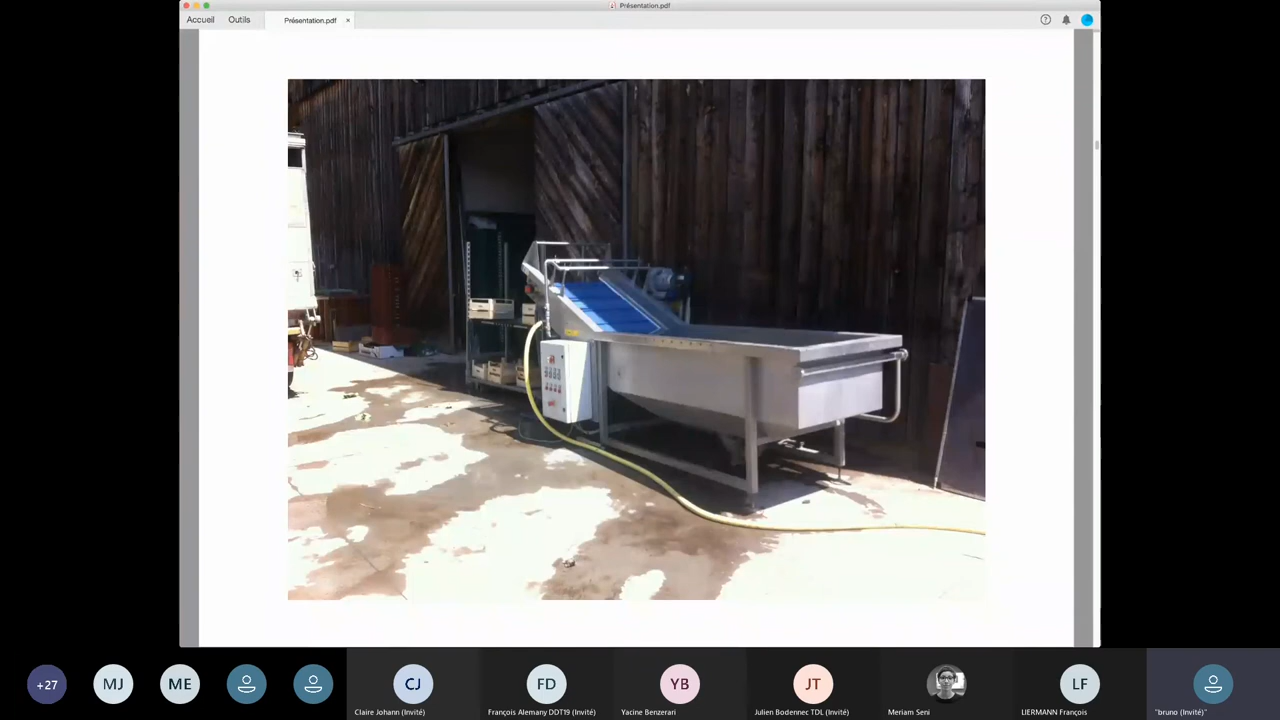 Présentation.pdf
Accueil
Outils
Présentation.pdf ×
+27
MJ
ME
CJ
FD
YB
JT
LF
Claire Johann (Invité)
François Alemany DDT19 (Invité)
Yacine Benzerari
Julien Bodennec TDL (Invité)
Meriam Seni
LIERMANN François
"bruno (Invité)"